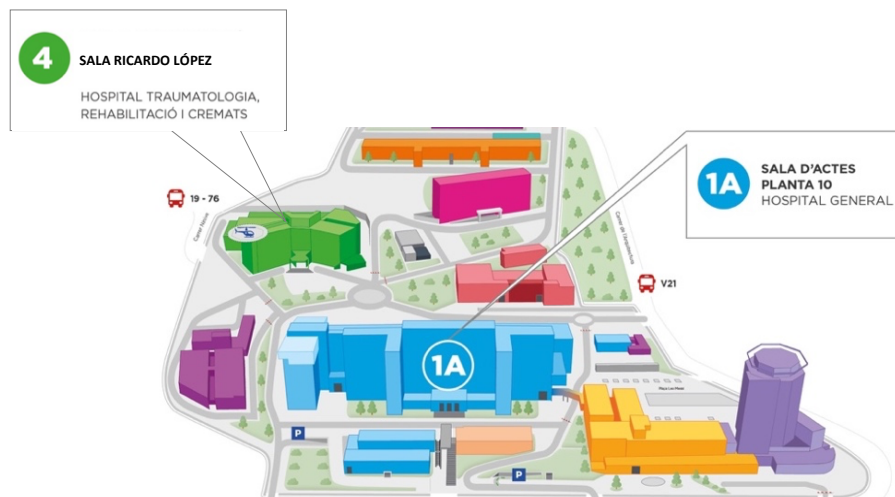 4
SALA RICARDO LÓPEZ
HOSPITAL TRAUMATOLOGIA,
REHABILITACIÓ I CREMATS
1A
SALA D'ACTES
PLANTA 10
HOSPITAL GENERAL
19 - 76
V21
1A
P
P